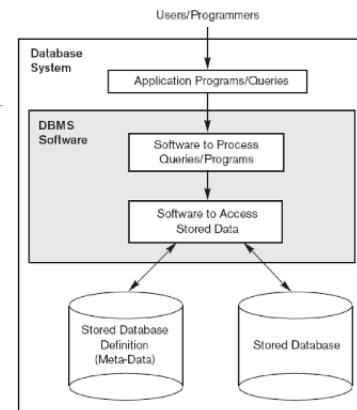 Users/Programmers
Database
System
Application Programs/Queries
DBMS
Software
Software to Process
Queries/Programs
Software to Access
Stored Data
Stored Database
Definition
(Meta-Data)
Stored Database